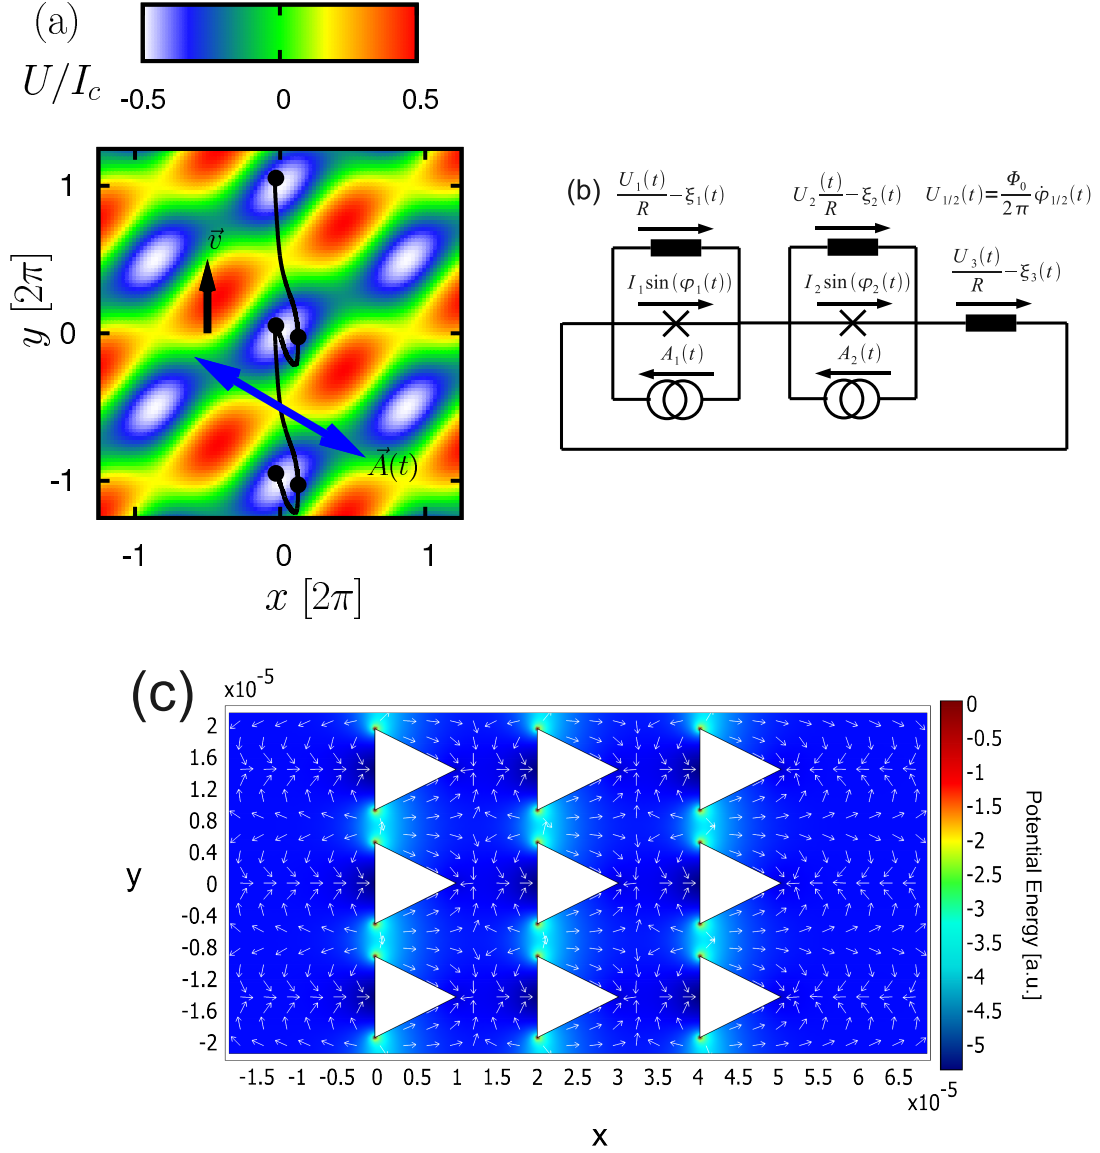 (a)
U/I_c
-0.5 0 0.5
1
0
-1
y [2π]
v⃗
A⃗(t)
-1 0 1
x [2π]
(b)
U_1(t)/R − ξ_1(t)
U_2(t)/R − ξ_2(t)
U_{1/2}(t) = Φ_0/2π φ̇_{1/2}(t)
I_1 sin(φ_1(t))
I_2 sin(φ_2(t))
U_3(t)/R − ξ_3(t)
A_1(t)
A_2(t)
(c)
x10^-5
2
1.6
1.2
0.8
0.4
0
-0.4
-0.8
-1.2
-1.6
-2
y
-1.5 -1 -0.5 0 0.5 1 1.5 2 2.5 3 3.5 4 4.5 5 5.5 6 6.5
x10^-5
x
0
-0.5
-1
-1.5
-2
-2.5
-3
-3.5
-4
-4.5
-5
Potential Energy [a.u.]